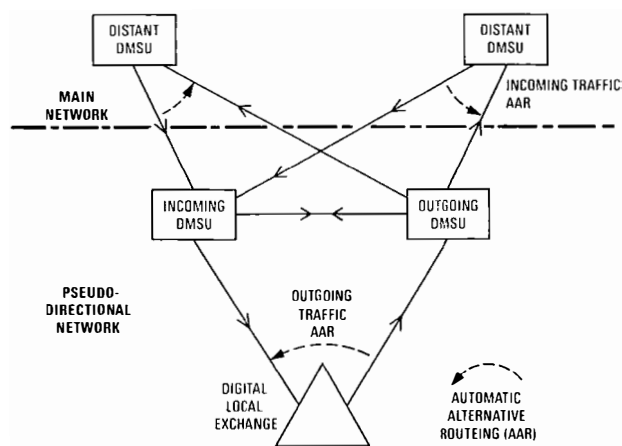 DISTANT
DMSU
DISTANT
DMSU
INCOMING TRAFFIC
AAR
MAIN
NETWORK
INCOMING
DMSU
OUTGOING
DMSU
PSEUDO-
DIRECTIONAL
NETWORK
OUTGOING
TRAFFIC
AAR
DIGITAL
LOCAL
EXCHANGE
AUTOMATIC
ALTERNATIVE
ROUTEING (AAR)